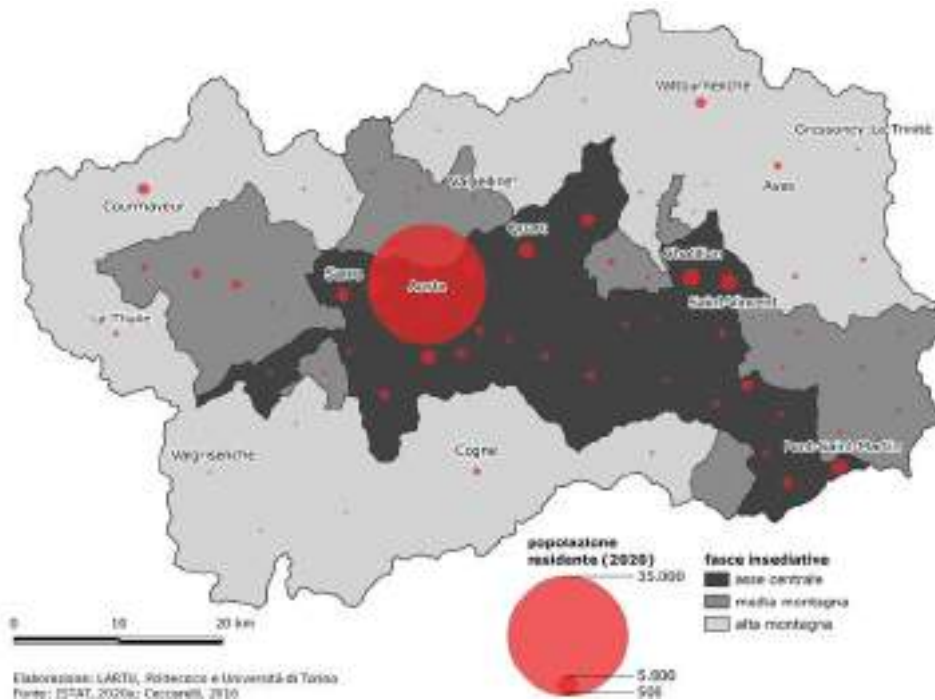 Valtournenche
Gressoney-La-Trinité
Ayas
Courmayeur
Valpelline
Quart
Châtillon
Sarre
Aosta
Saint-Vincent
La Thuile
Pont-Saint-Martin
Valgrisenche
Cogne
popolazione
residente (2020)
35.000
5.000
500
fasce insediative
asse centrale
media montagna
alta montagna
0 10 20 km
Elaborazione: LARTU, Politecnico e Università di Torino
Fonte: ISTAT, 2020a; Ceccarelli, 2016